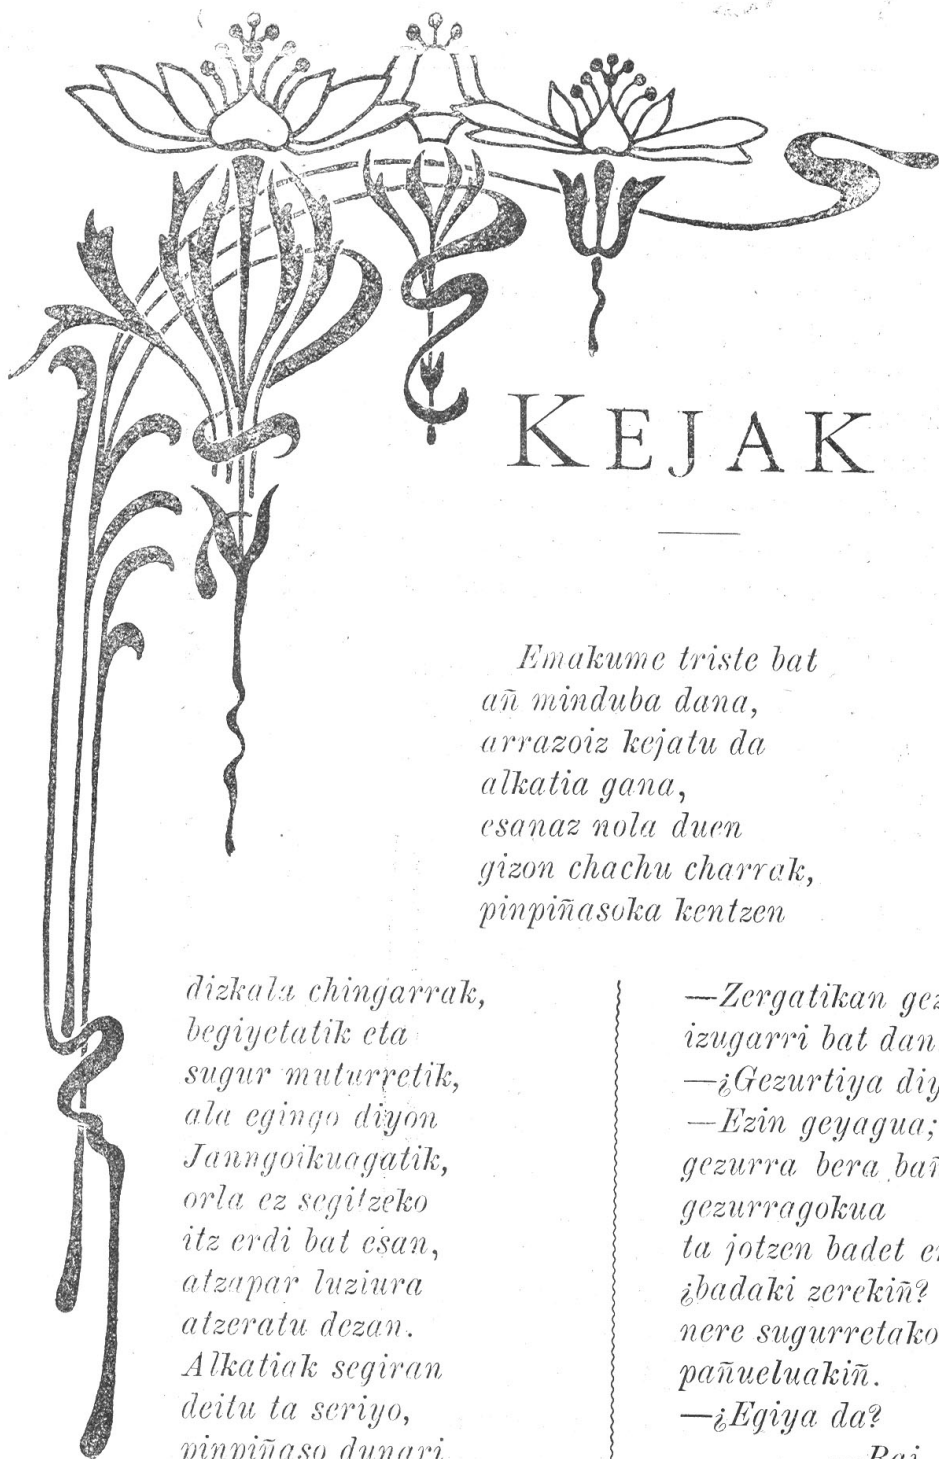 KEJAK
Emakume triste bat
añ minduba dana,
arrazoiz kejatu da
alkatia gana,
esanaz nola duen
gizon chachu charrak,
pinpiñasoka kentzen
dizkala chingarrak,
begiyetatik eta
sugur muturretik,
ala egingo diyon
Janngoikuagatik,
orla ez segitzeko
itz erdi bat esan,
atzapar luziura
atzeratu dezan.
Alkatiak segiran
deitu ta seriyo,
pinpiñaso dunari
—Zergatikan
izugarri bat
—¿Gezurtiya
—Ezin geyagua;
gezurra bera
gezurragokua
ta jotzen badet
¿badaki zerekiñ?
nere sugurretako
pañueluakiñ.
—¿Egiya da?